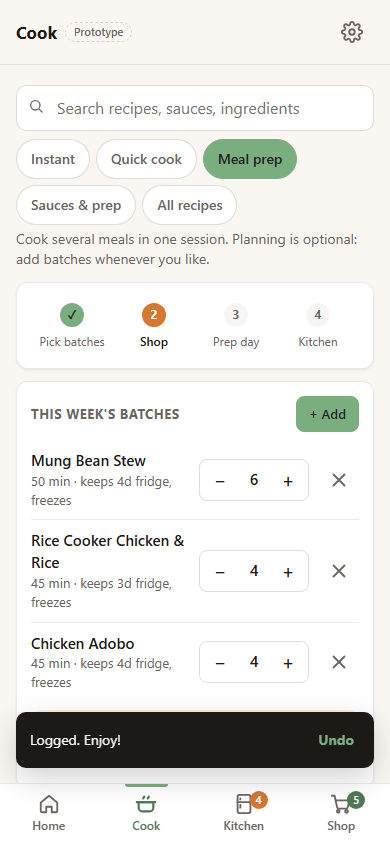 Cook Prototype
Search recipes, sauces, ingredients
Instant Quick cook Meal prep
Sauces & prep All recipes
Cook several meals in one session. Planning is optional:
add batches whenever you like.
✓ 2 3 4
Pick batches Shop Prep day Kitchen
THIS WEEK'S BATCHES + Add
Mung Bean Stew
50 min · keeps 4d fridge,
freezes
− 6 +
Rice Cooker Chicken &
Rice
45 min · keeps 3d fridge,
freezes
− 4 +
Chicken Adobo
45 min · keeps 4d fridge,
freezes
− 4 +
Logged. Enjoy! Undo
4 5
Home Cook Kitchen Shop